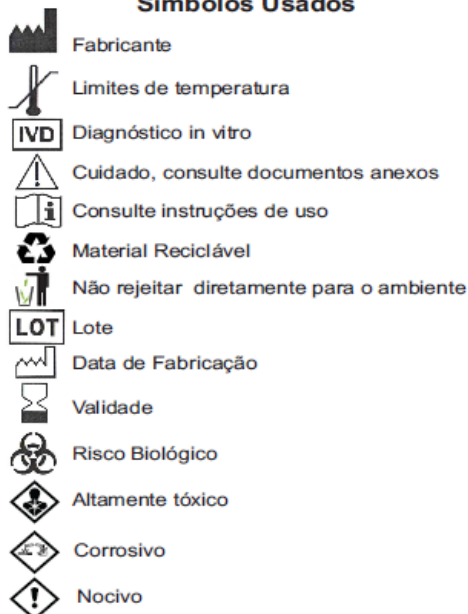 Símbolos Usados
Fabricante
Limites de temperatura
IVD Diagnóstico in vitro
Cuidado, consulte documentos anexos
i Consulte instruções de uso
Material Reciclável
Não rejeitar diretamente para o ambiente
LOT Lote
Data de Fabricação
Validade
Risco Biológico
Altamente tóxico
Corrosivo
Nocivo